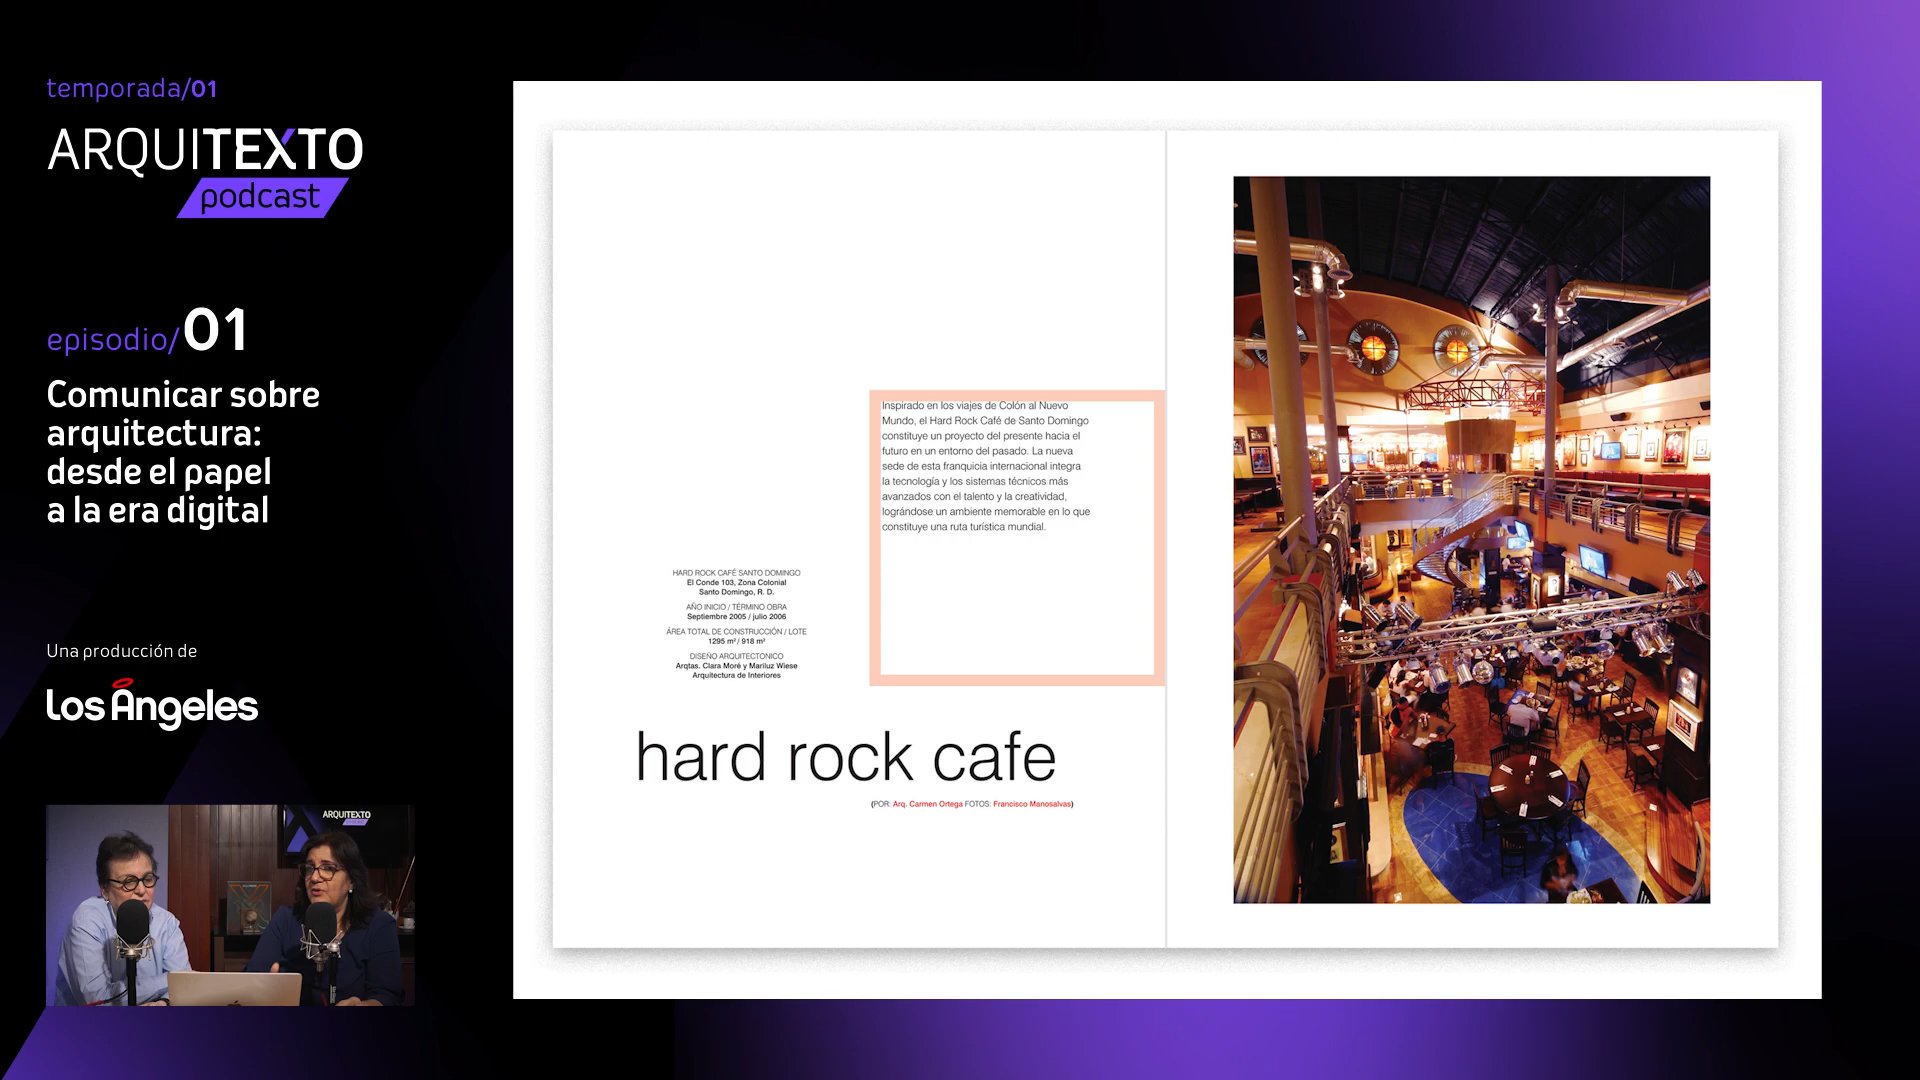 temporada/01
ARQUITEXTO
podcast
episodio/01
Comunicar sobre
arquitectura:
desde el papel
a la era digital
Una producción de
Los Ángeles
ARQUITEXTO
Inspirado en los viajes de Colón al Nuevo
Mundo, el Hard Rock Café de Santo Domingo
constituye un proyecto del presente hacia el
futuro en un entorno del pasado. La nueva
sede de esta franquicia internacional integra
la tecnología y los sistemas técnicos más
avanzados con el talento y la creatividad,
lográndose un ambiente memorable en lo que
constituye una ruta turística mundial.
HARD ROCK CAFÉ SANTO DOMINGO
El Conde 103, Zona Colonial
Santo Domingo, R. D.
AÑO INICIO / TÉRMINO OBRA
Septiembre 2005 / julio 2006
ÁREA TOTAL DE CONSTRUCCIÓN / LOTE
1295 m² / 918 m²
DISEÑO ARQUITECTONICO
Arqtas. Clara Moré y Mariluz Wiese
Arquitectura de Interiores
hard rock cafe
(POR: Arq. Carmen Ortega FOTOS: Francisco Manosalvas)